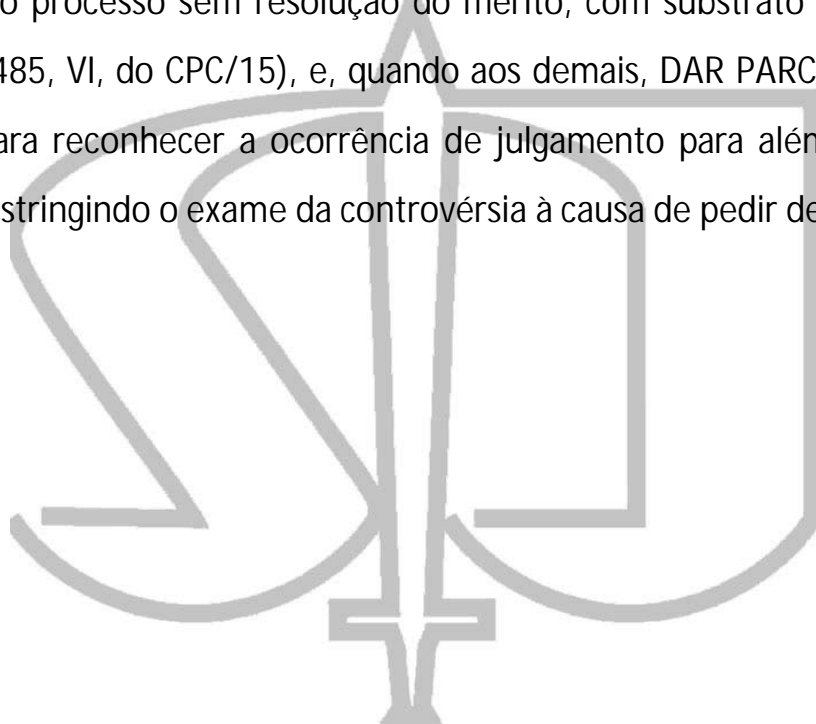 o processo sem resolução do mérito, com substrato
485, VI, do CPC/15), e, quando aos demais, DAR PARC
ara reconhecer a ocorrência de julgamento para alén
stringindo o exame da controvérsia à causa de pedir de